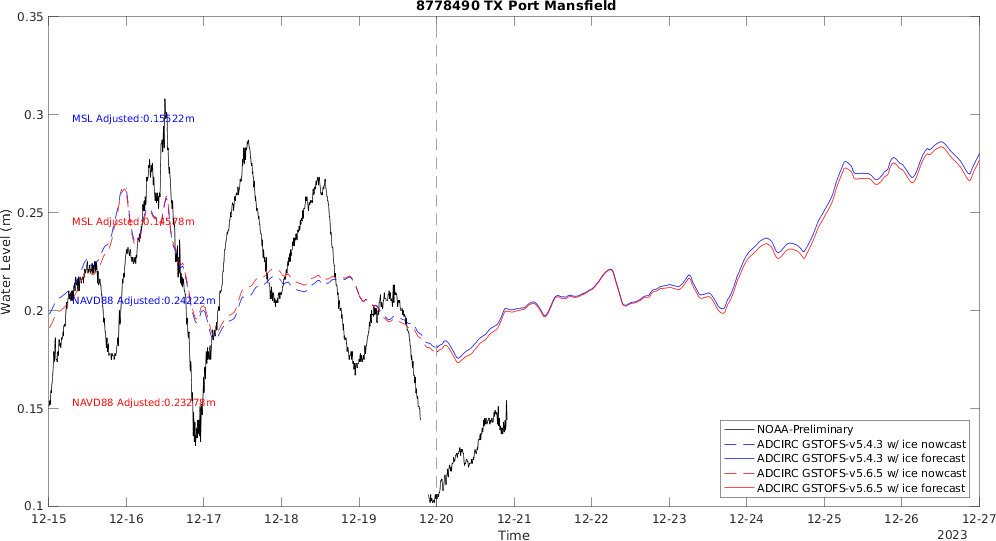 8778490 TX Port Mansfield
0.35
0.3
0.25
0.2
0.15
0.1
Water Level (m)
MSL Adjusted:0.15522m
MSL Adjusted:0.14578m
NAVD88 Adjusted:0.24222m
NAVD88 Adjusted:0.23278m
NOAA-Preliminary
ADCIRC GSTOFS-v5.4.3 w/ ice nowcast
ADCIRC GSTOFS-v5.4.3 w/ ice forecast
ADCIRC GSTOFS-v5.6.5 w/ ice nowcast
ADCIRC GSTOFS-v5.6.5 w/ ice forecast
12-15 12-16 12-17 12-18 12-19 12-20 12-21 12-22 12-23 12-24 12-25 12-26 12-27
Time
2023